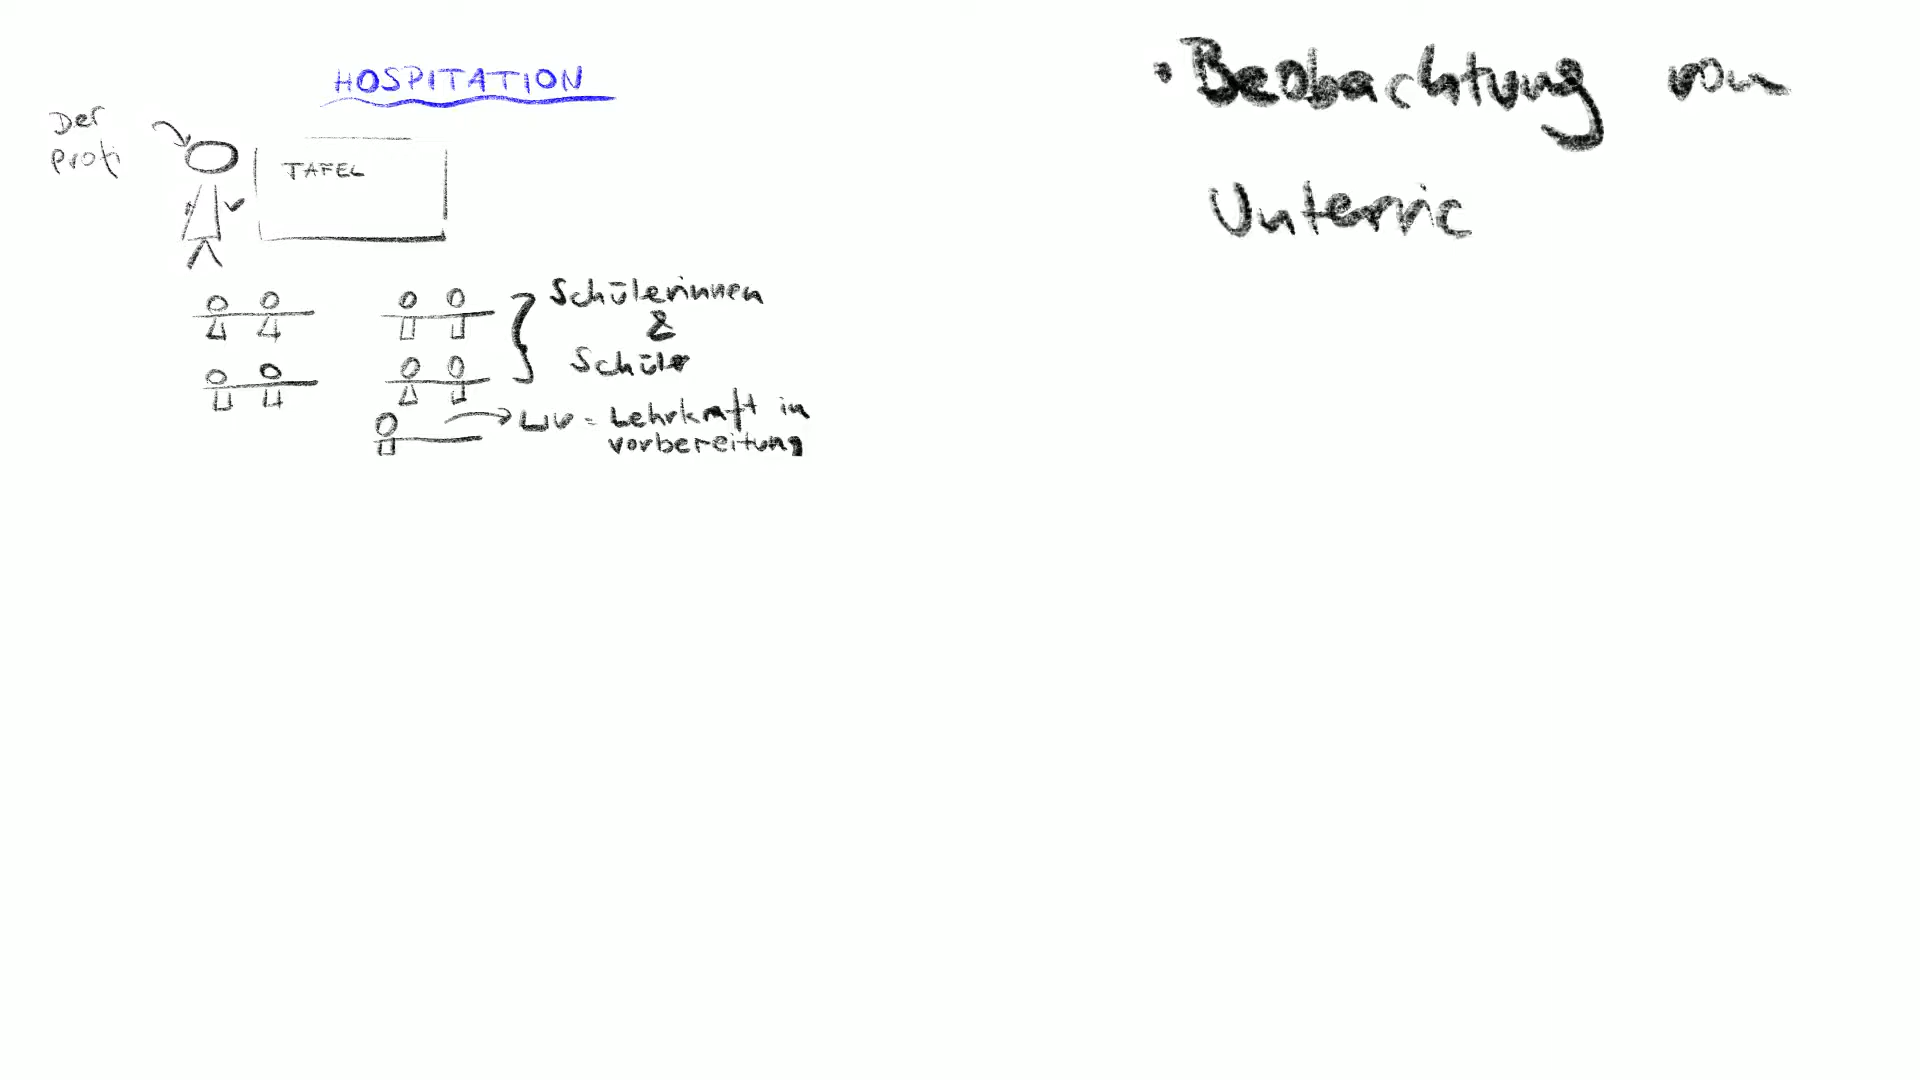 HOSPITATION
Der
Profi
TAFEL
Schülerinnen
&
Schüler
LiV = Lehrkraft in
vorbereitung
• Beobachtung von
Unterric